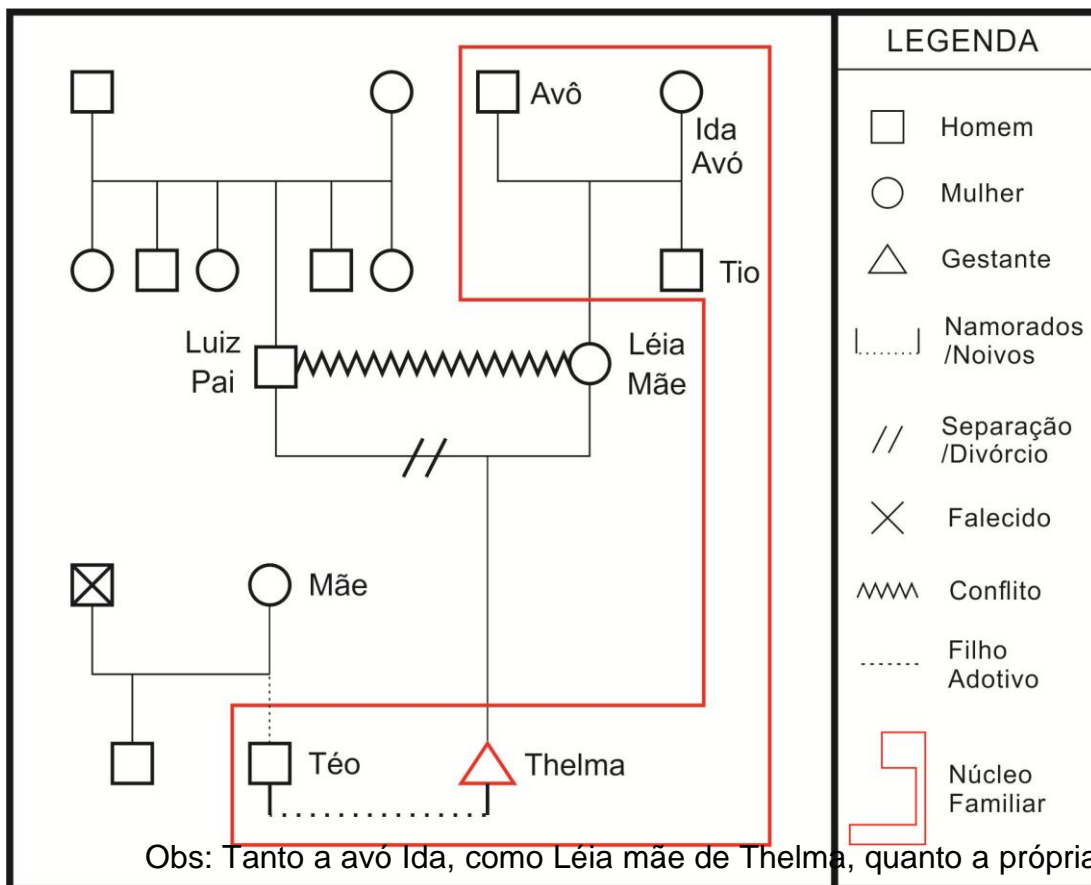 Avô
Ida
Avó
Tio
Luiz
Pai
Léia
Mãe
Mãe
Téo
Thelma
LEGENDA
Homem
Mulher
Gestante
Namorados
/Noivos
Separação
/Divórcio
Falecido
Conflito
Filho
Adotivo
Núcleo
Familiar
Obs: Tanto a avó Ida, como Léia mãe de Thelma, quanto a própria